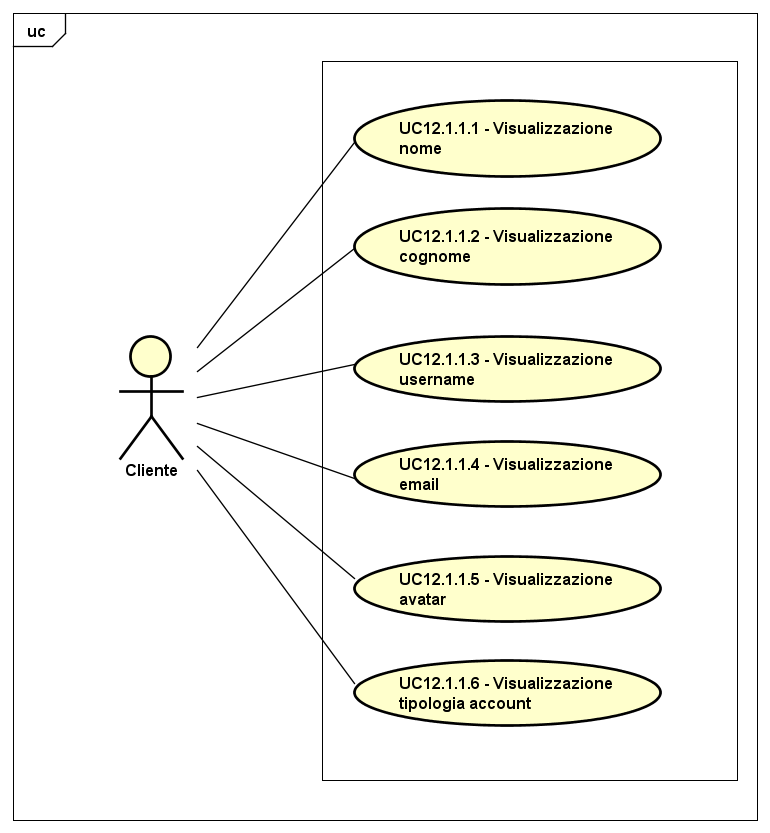 uc
UC12.1.1.1 - Visualizzazione
nome
UC12.1.1.2 - Visualizzazione
cognome
UC12.1.1.3 - Visualizzazione
username
Cliente
UC12.1.1.4 - Visualizzazione
email
UC12.1.1.5 - Visualizzazione
avatar
UC12.1.1.6 - Visualizzazione
tipologia account